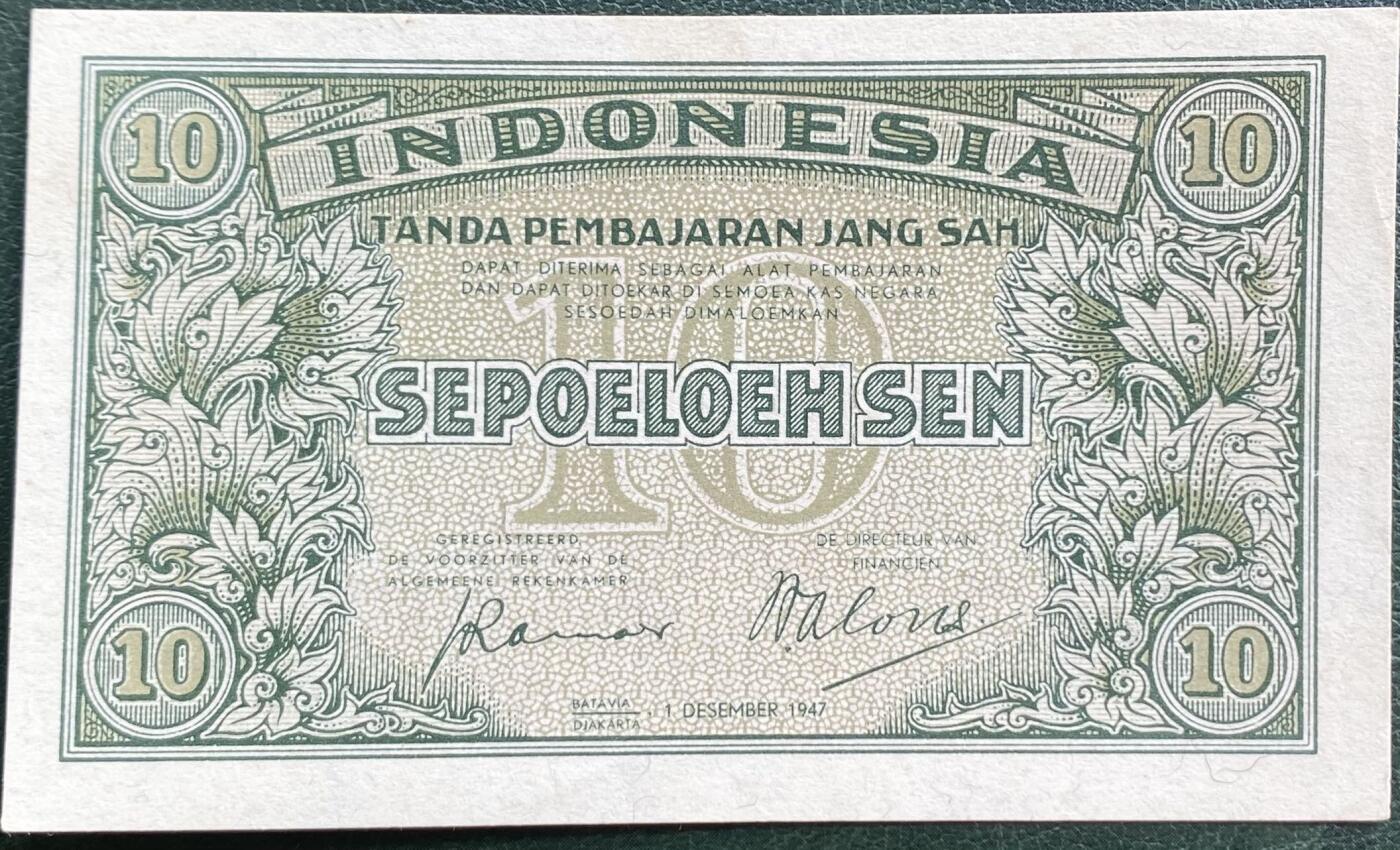 10
10
INDONESIA
TANDA PEMBAJARAN JANG SAH
DAPAT DITERIMA SEBAGAI ALAT PEMBAJARAN
DAN DAPAT DITOEKAR DI SEMOEA KAS NEGARA
SESOEDAH DIMALOEMKAN
10
SEPOELOEH SEN
GEREGISTREERD,
DE VOORZITTER VAN DE
ALGEMEENE REKENKAMER
DE DIRECTEUR VAN
FINANCIËN
10
10
BATAVIA
DJAKARTA, 1 DESEMBER 1947